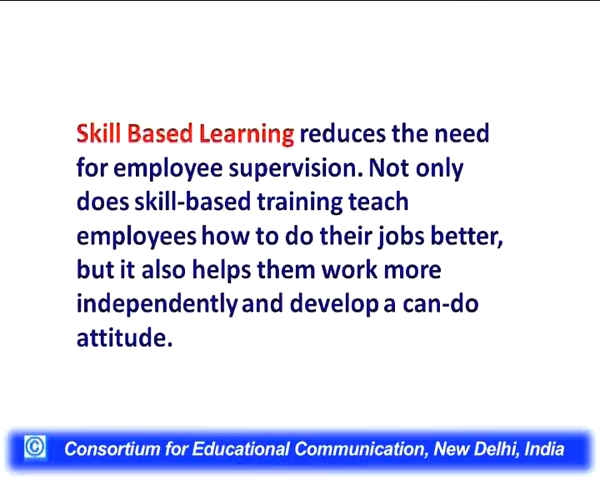 Skill Based Learning reduces the need
for employee supervision. Not only
does skill-based training teach
employees how to do their jobs better,
but it also helps them work more
independently and develop a can-do
attitude.
© Consortium for Educational Communication, New Delhi, India